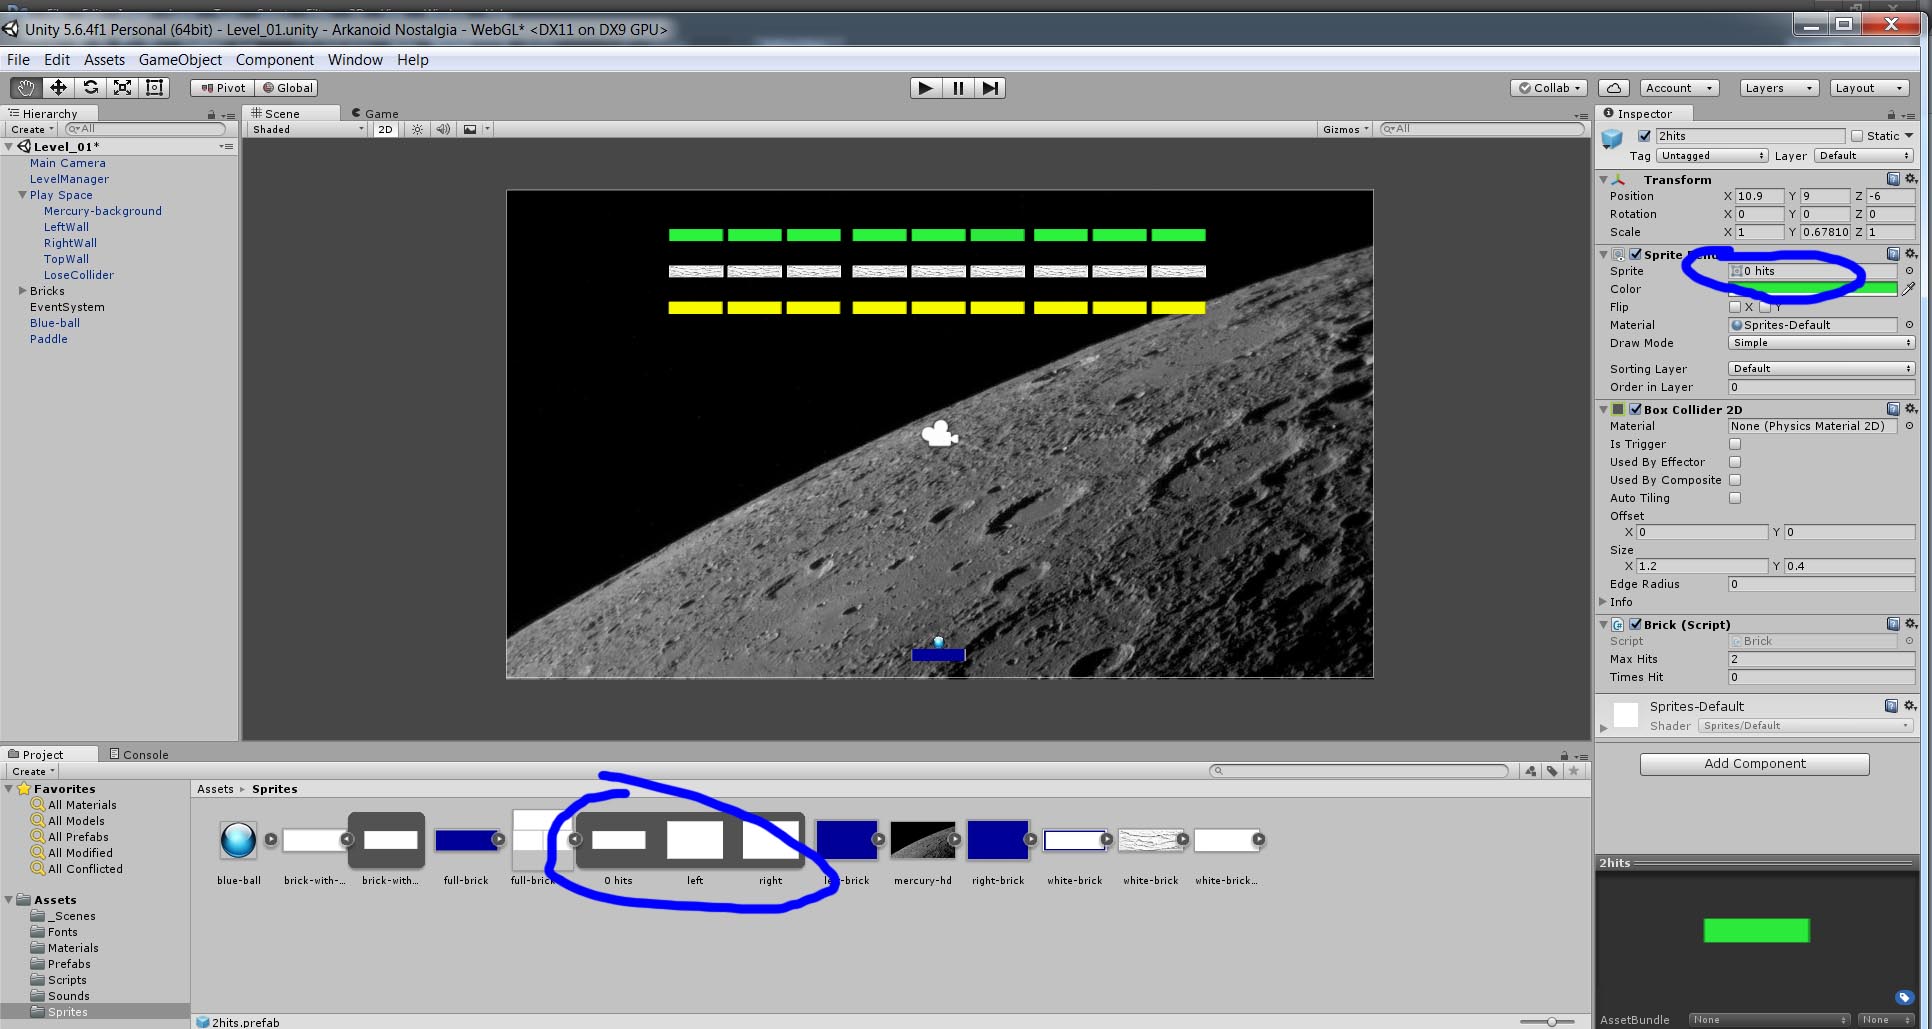 Unity 5.6.4f1 Personal (64bit) - Level_01.unity - Arkanoid Nostalgia - WebGL* <DX11 on DX9 GPU>
File Edit Assets GameObject Component Window Help
Pivot Global Collab Account Layers Layout
Hierarchy
Create All
Level_01*
Main Camera
LevelManager
Play Space
Mercury-background
LeftWall
RightWall
TopWall
LoseCollider
Bricks
EventSystem
Blue-ball
Paddle
Scene Game
Shaded 2D Gizmos All
Inspector
2hits Static
Tag Untagged Layer Default
Transform
Position X 10.9 Y 9 Z -6
Rotation X 0 Y 0 Z 0
Scale X 1 Y 0.67810 Z 1
Sprite
Sprite 0 hits
Color
Flip X Y
Material Sprites-Default
Draw Mode Simple
Sorting Layer Default
Order in Layer 0
Box Collider 2D
Material None (Physics Material 2D)
Is Trigger
Used By Effector
Used By Composite
Auto Tiling
Offset
X 0 Y 0
Size
X 1.2 Y 0.4
Edge Radius 0
Info
Brick (Script)
Script Brick
Max Hits 2
Times Hit 0
Sprites-Default
Shader Sprites/Default
Add Component
Project Console
Create
Favorites
All Materials
All Models
All Prefabs
All Modified
All Conflicted
Assets
_Scenes
Fonts
Materials
Prefabs
Scripts
Sounds
Sprites
Assets Sprites
blue-ball brick-with-... brick-with... full-brick full-brick 0 hits left right brick mercury-hd right-brick white-brick white-brick white-brick...
2hits.prefab
2hits
AssetBundle None None